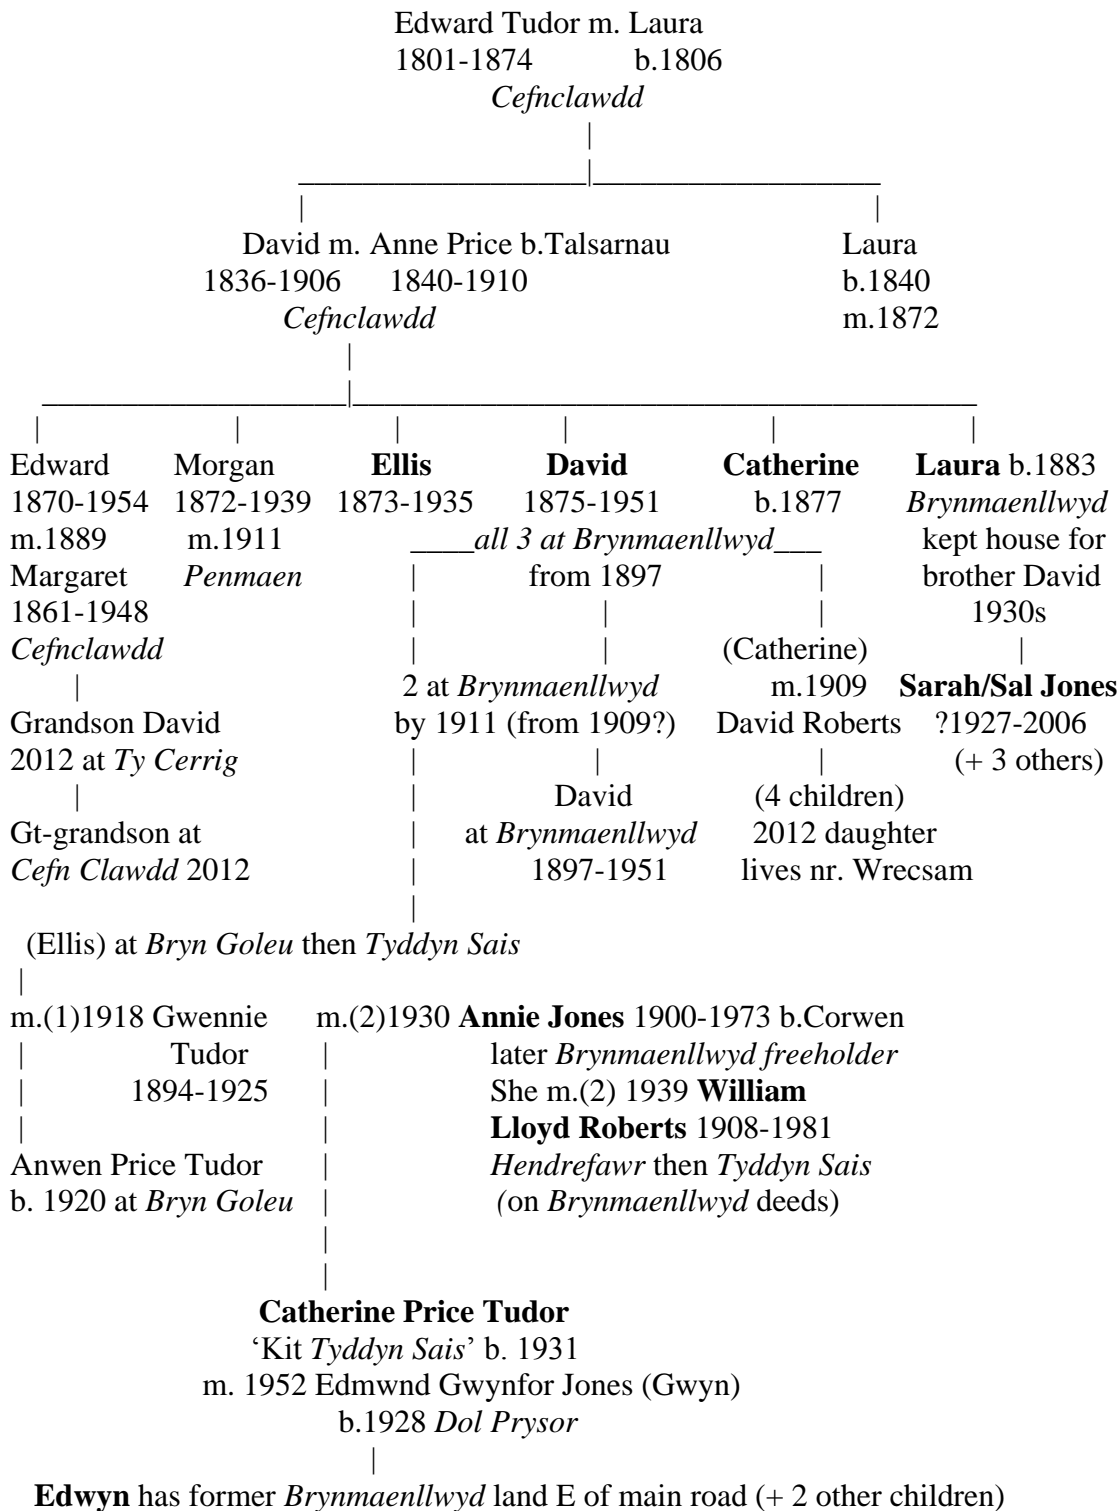 Edward Tudor m. Laura
1801-1874 b.1806
Cefnclawdd
David m. Anne Price b.Talsarnau Laura
1836-1906 1840-1910 b.1840
Cefnclawdd m.1872
Edward Morgan Ellis David Catherine Laura b.1883
1870-1954 1872-1939 1873-1935 1875-1951 b.1877 Brynmaenllwyd
m.1889 m.1911 ____all 3 at Brynmaenllwyd___ kept house for
Margaret Penmaen from 1897 brother David
1861-1948 1930s
Cefnclawdd (Catherine)
2 at Brynmaenllwyd m.1909 Sarah/Sal Jones
Grandson David by 1911 (from 1909?) David Roberts ?1927-2006
2012 at Ty Cerrig (+ 3 others)
David (4 children)
Gt-grandson at at Brynmaenllwyd 2012 daughter
Cefn Clawdd 2012 1897-1951 lives nr. Wrecsam
(Ellis) at Bryn Goleu then Tyddyn Sais
m.(1)1918 Gwennie m.(2)1930 Annie Jones 1900-1973 b.Corwen
Tudor later Brynmaenllwyd freeholder
1894-1925 She m.(2) 1939 William
Lloyd Roberts 1908-1981
Anwen Price Tudor Hendrefawr then Tyddyn Sais
b. 1920 at Bryn Goleu (on Brynmaenllwyd deeds)
Catherine Price Tudor
‘Kit Tyddyn Sais’ b. 1931
m. 1952 Edmwnd Gwynfor Jones (Gwyn)
b.1928 Dol Prysor
Edwyn has former Brynmaenllwyd land E of main road (+ 2 other children)